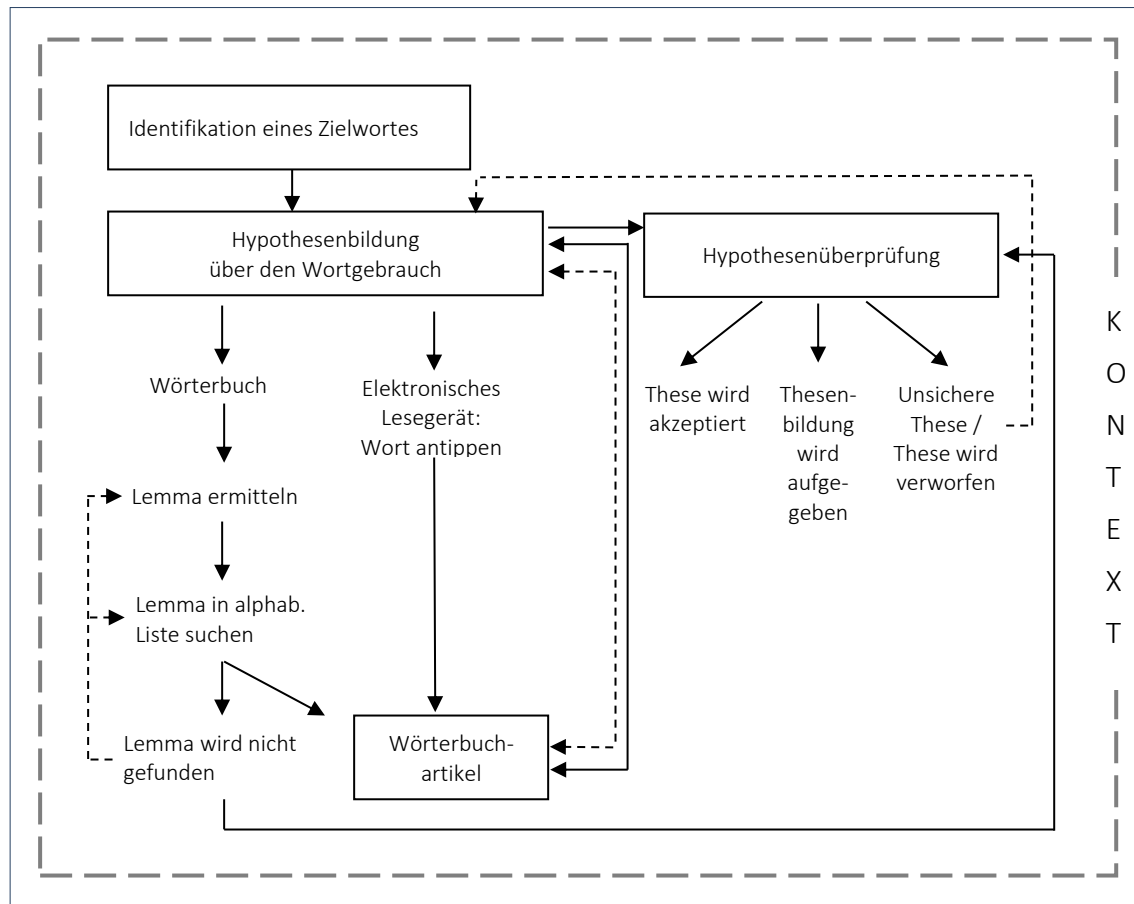 Identifikation eines Zielwortes
Hypothesenbildung
über den Wortgebrauch
Hypothesenüberprüfung
Wörterbuch
Elektronisches
Lesegerät:
Wort antippen
These wird
akzeptiert
Thesen-
bildung
wird
aufge-
geben
Unsichere
These /
These wird
verworfen
Lemma ermitteln
Lemma in alphab.
Liste suchen
Lemma wird nicht
gefunden
Wörterbuch-
artikel
K
O
N
T
E
X
T